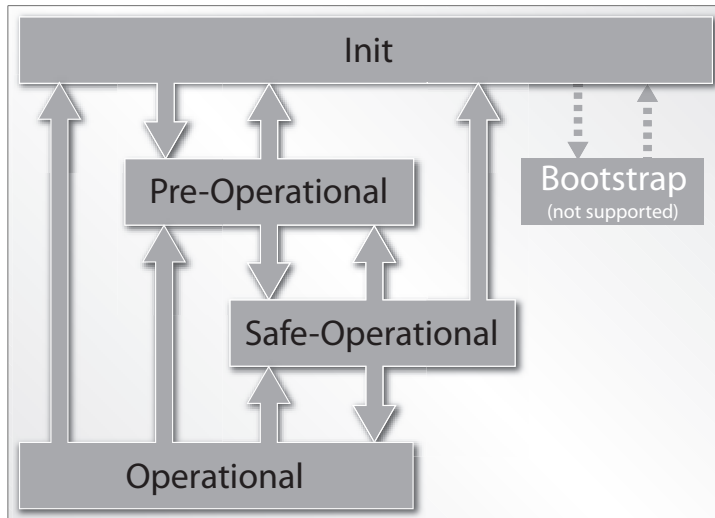 Init
Pre-Operational
Bootstrap
(not supported)
Safe-Operational
Operational